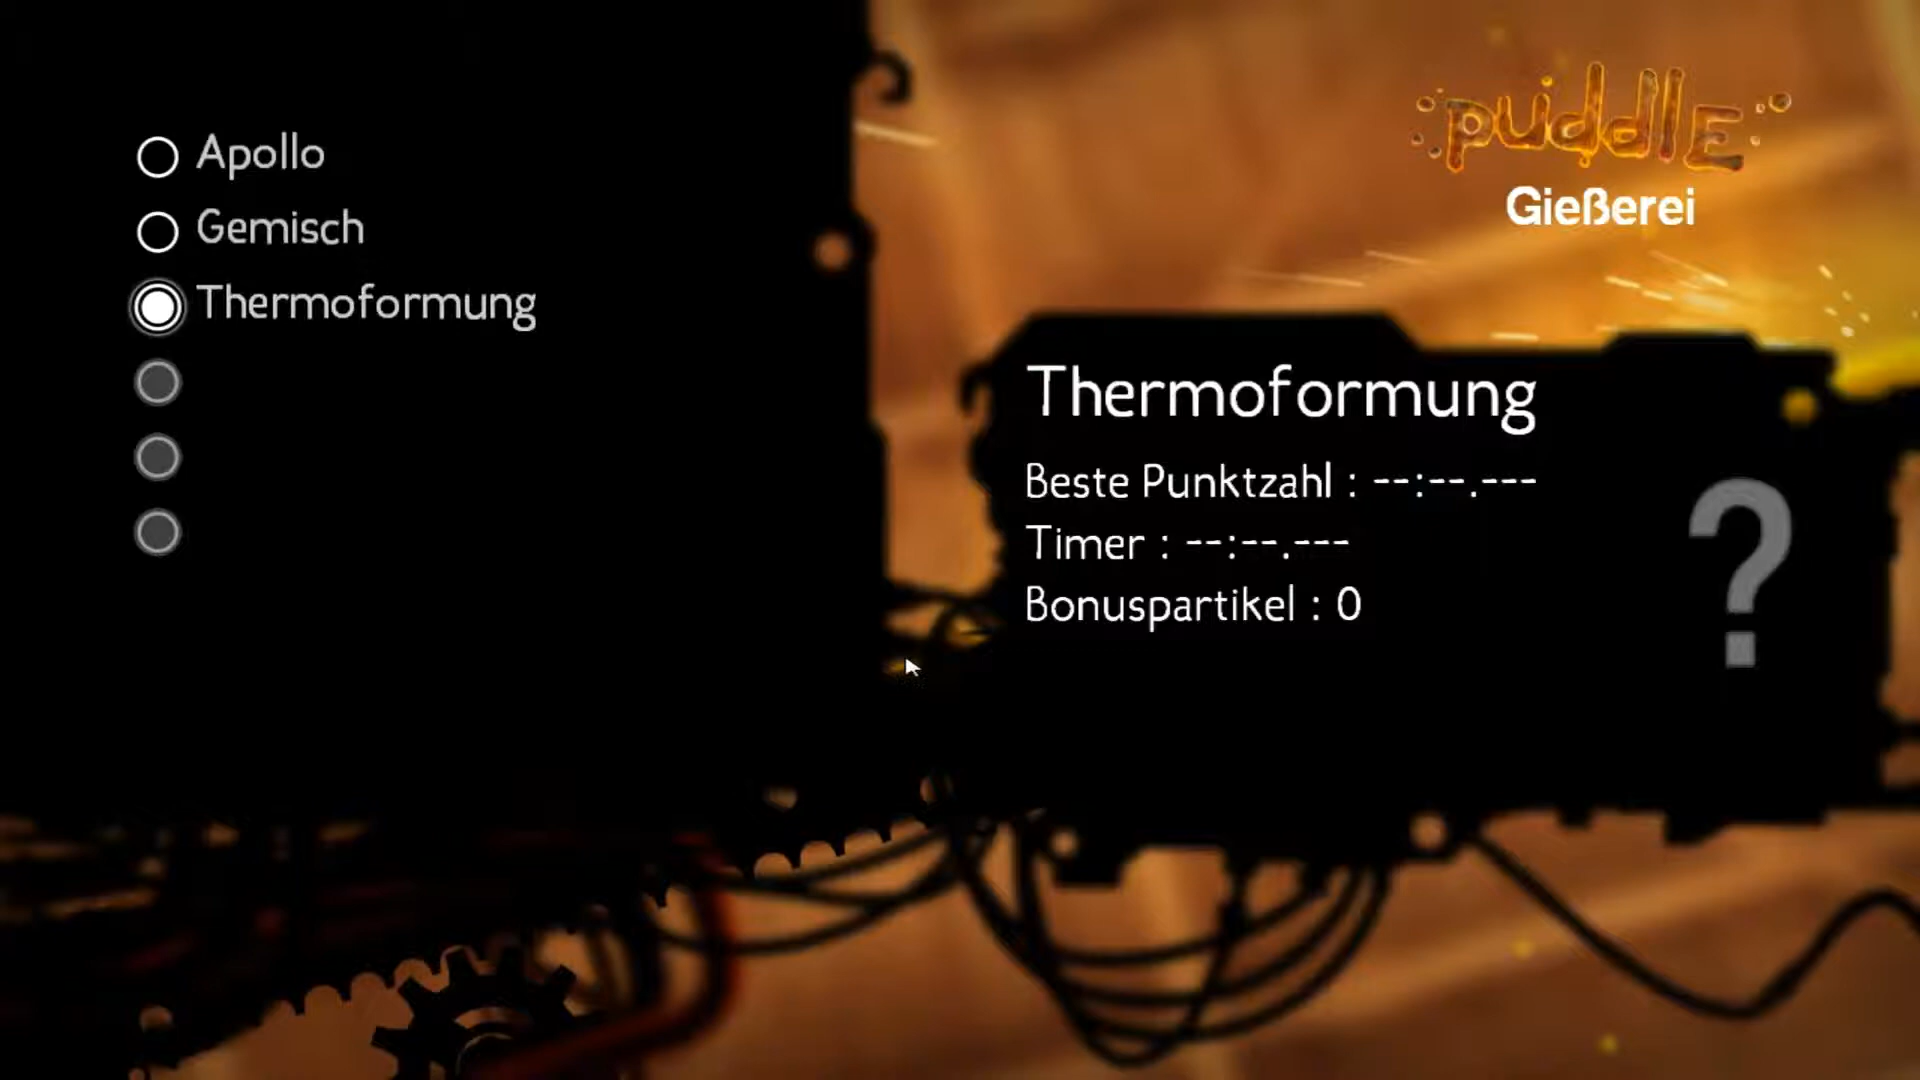 Apollo
Gemisch
Thermoformung
puddle
Gießerei
Thermoformung
Beste Punktzahl : --:--.---
Timer : --:--.---
Bonuspartikel : 0
?